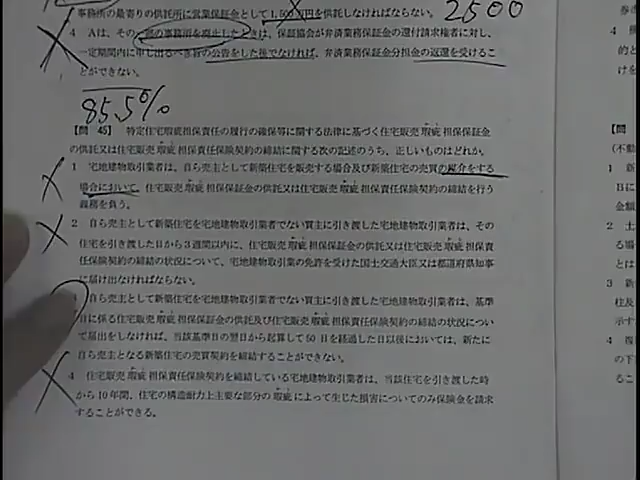 事務所の最寄りの供託所に営業保証金として1,500万円を供託しなければならない。
2500
4 Aは、その一部の事務所を廃止したときは、保証協会が弁済業務保証金の還付請求権者に対し、
一定期間内に申し出るべき旨の公告をした後でなければ、弁済業務保証金分担金の返還を受けるこ
とができない。
85.5%
【問 45】 特定住宅瑕疵担保責任の履行の確保等に関する法律に基づく住宅販売瑕疵担保保証金
の供託又は住宅販売瑕疵担保責任保険契約の締結に関する次の記述のうち、正しいものはどれか。
1 宅地建物取引業者は、自ら売主として新築住宅を販売する場合及び新築住宅の売買の媒介をする
場合において、住宅販売瑕疵担保保証金の供託又は住宅販売瑕疵担保責任保険契約の締結を行う
義務を負う。
2 自ら売主として新築住宅を宅地建物取引業者でない買主に引き渡した宅地建物取引業者は、その
住宅を引き渡した日から3週間以内に、住宅販売瑕疵担保保証金の供託又は住宅販売瑕疵担保責
任保険契約の締結の状況について、宅地建物取引業の免許を受けた国土交通大臣又は都道府県知事
に届け出なければならない。
自ら売主として新築住宅を宅地建物取引業者でない買主に引き渡した宅地建物取引業者は、基準
日に係る住宅販売瑕疵担保保証金の供託及び住宅販売瑕疵担保責任保険契約の締結の状況につい
て届出をしなければ、当該基準日の翌日から起算して50日を経過した日以後においては、新たに
自ら売主となる新築住宅の売買契約を締結することができない。
4 住宅販売瑕疵担保責任保険契約を締結している宅地建物取引業者は、当該住宅を引き渡した時
から10年間、住宅の構造耐力上主要な部分の瑕疵によって生じた損害についてのみ保険金を請求
することができる。
4
的と
けを
【問
(不動
1 新
Bに
金額
2 土
る場
とは
3 新
柱及
示す
4 得
の下
るこ